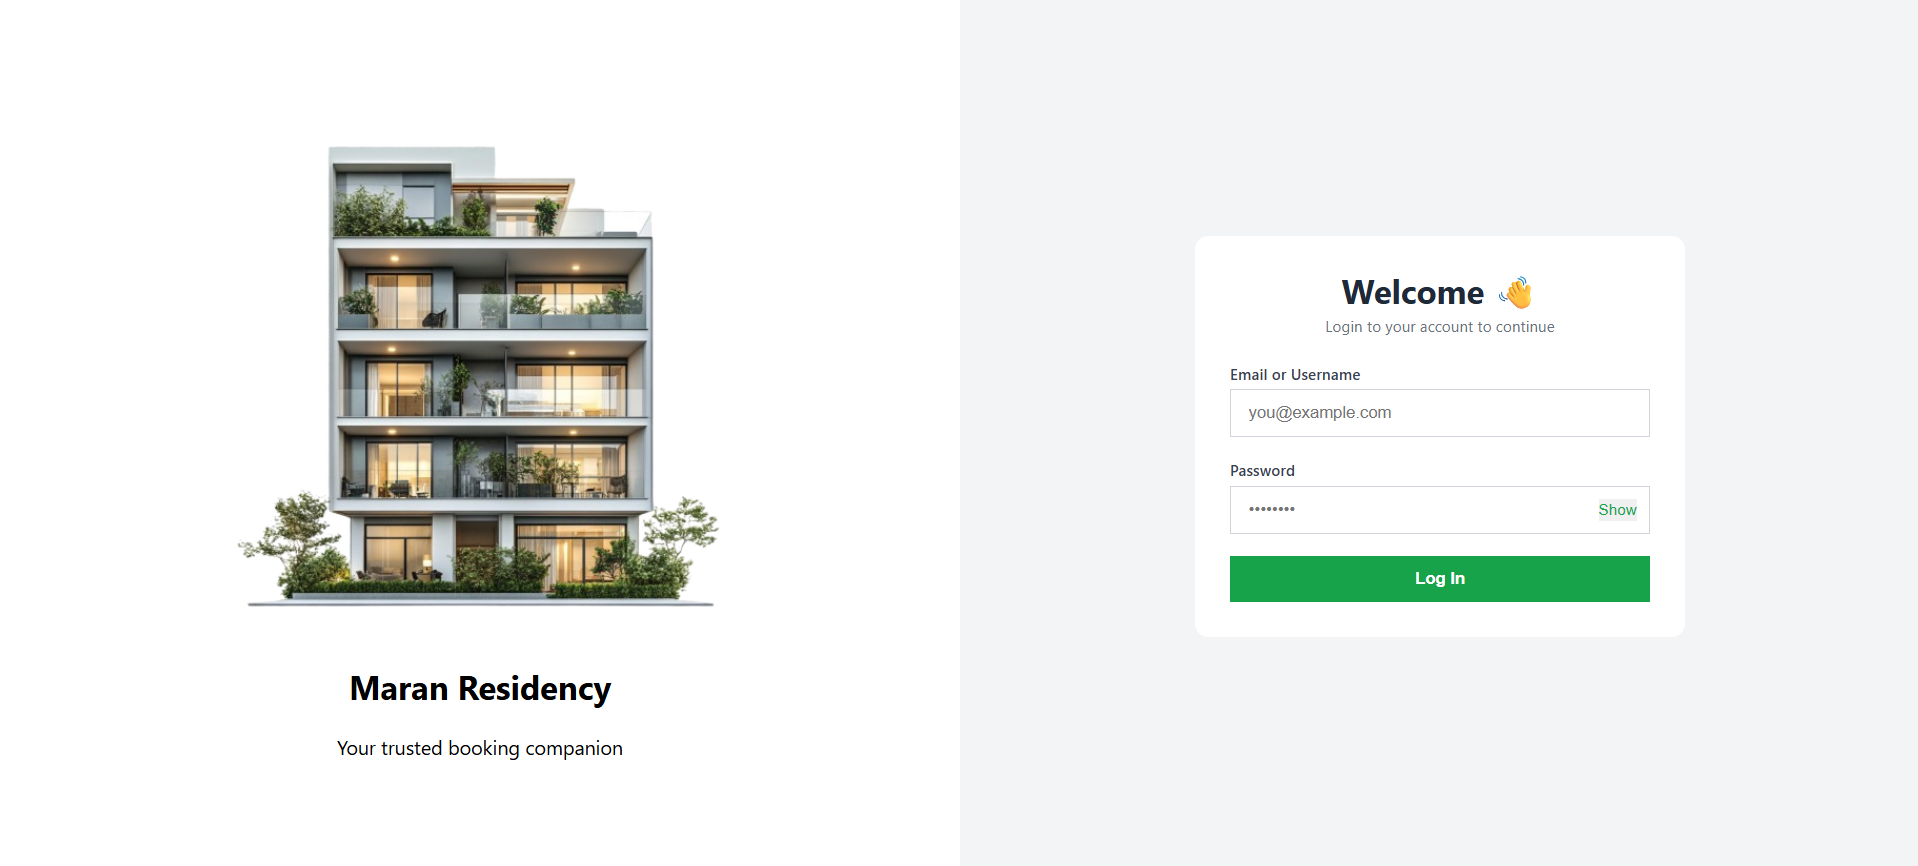 Maran Residency
Your trusted booking companion
Welcome 👋
Login to your account to continue
Email or Username
you@example.com
Password
••••••••
Show
Log In